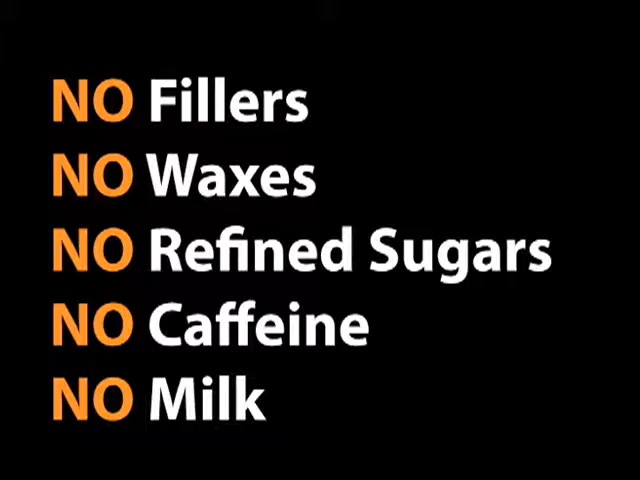 NO Fillers
NO Waxes
NO Refined Sugars
NO Caffeine
NO Milk